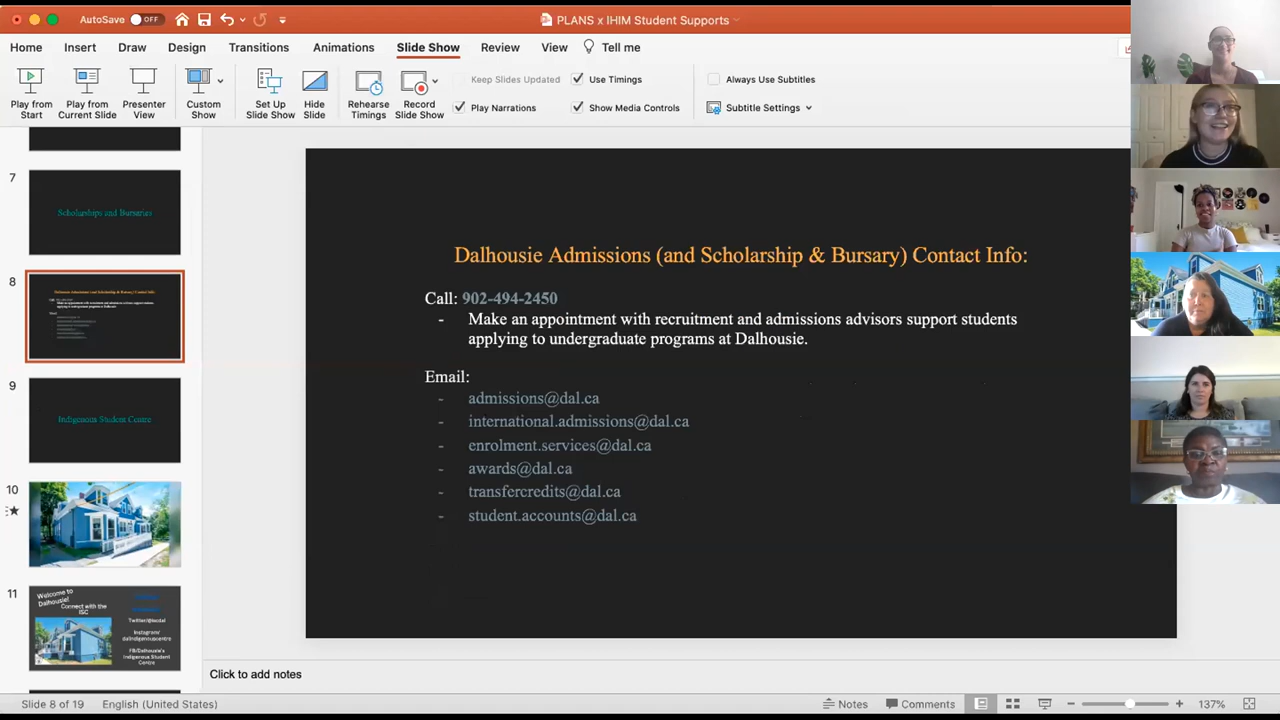 AutoSave OFF
PLANS x IHIM Student Supports
Home Insert Draw Design Transitions Animations Slide Show Review View Tell me
Keep Slides Updated Use Timings Always Use Subtitles
Play Narrations Show Media Controls Subtitle Settings
Play from Start
Play from Current Slide
Presenter View
Custom Show
Set Up Slide Show
Hide Slide
Rehearse Timings
Record Slide Show
7
Scholarships and Bursaries
8
9
Indigenous Student Centre
10
11
Welcome to
Dalhousie!
Connect with the
ISC
Dalhousie Admissions (and Scholarship & Bursary) Contact Info:
Call: 902-494-2450
- Make an appointment with recruitment and admissions advisors support students
applying to undergraduate programs at Dalhousie.
Email:
- admissions@dal.ca
- international.admissions@dal.ca
- enrolment.services@dal.ca
- awards@dal.ca
- transfercredits@dal.ca
- student.accounts@dal.ca
Click to add notes
Slide 8 of 19 English (United States) Notes Comments 137%